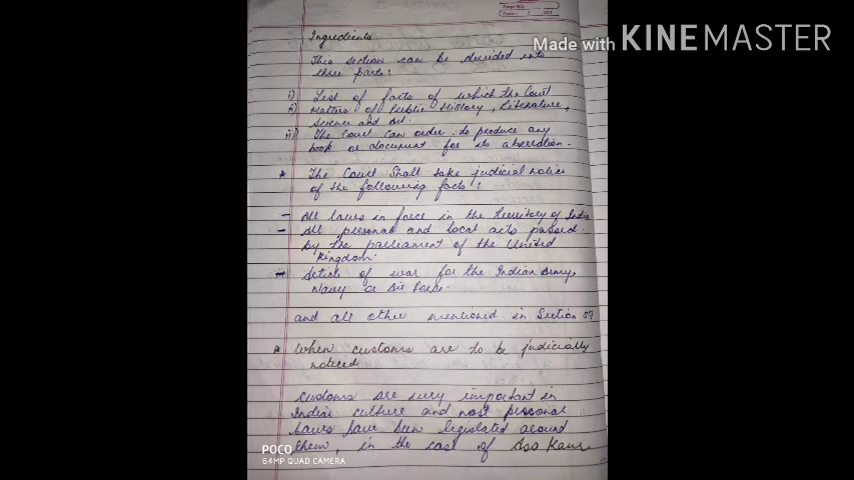 Page No.
Date
Made with KINEMASTER
Ingredients
This section can be devided into
three parts:
i) List of facts of which the Court
ii) Matters of Public History, Literature,
Science and Art.
iii) The Court can order to produce any
book or document for its
* The Court Shall take judicial notice
of the following facts:
- All laws in force in the territory of India
- All personal and local acts passed
by the parliament of the United
Kingdom.
- Article of war for the Indian Army,
Navy or Air force.
and all other mentioned in Section 57
* When customs are to be judicially
noticed
Customs are very important in
Indian culture and most personal
laws have been legislated around
them, in the case of Ass Kaur
POCO
64MP QUAD CAMERA